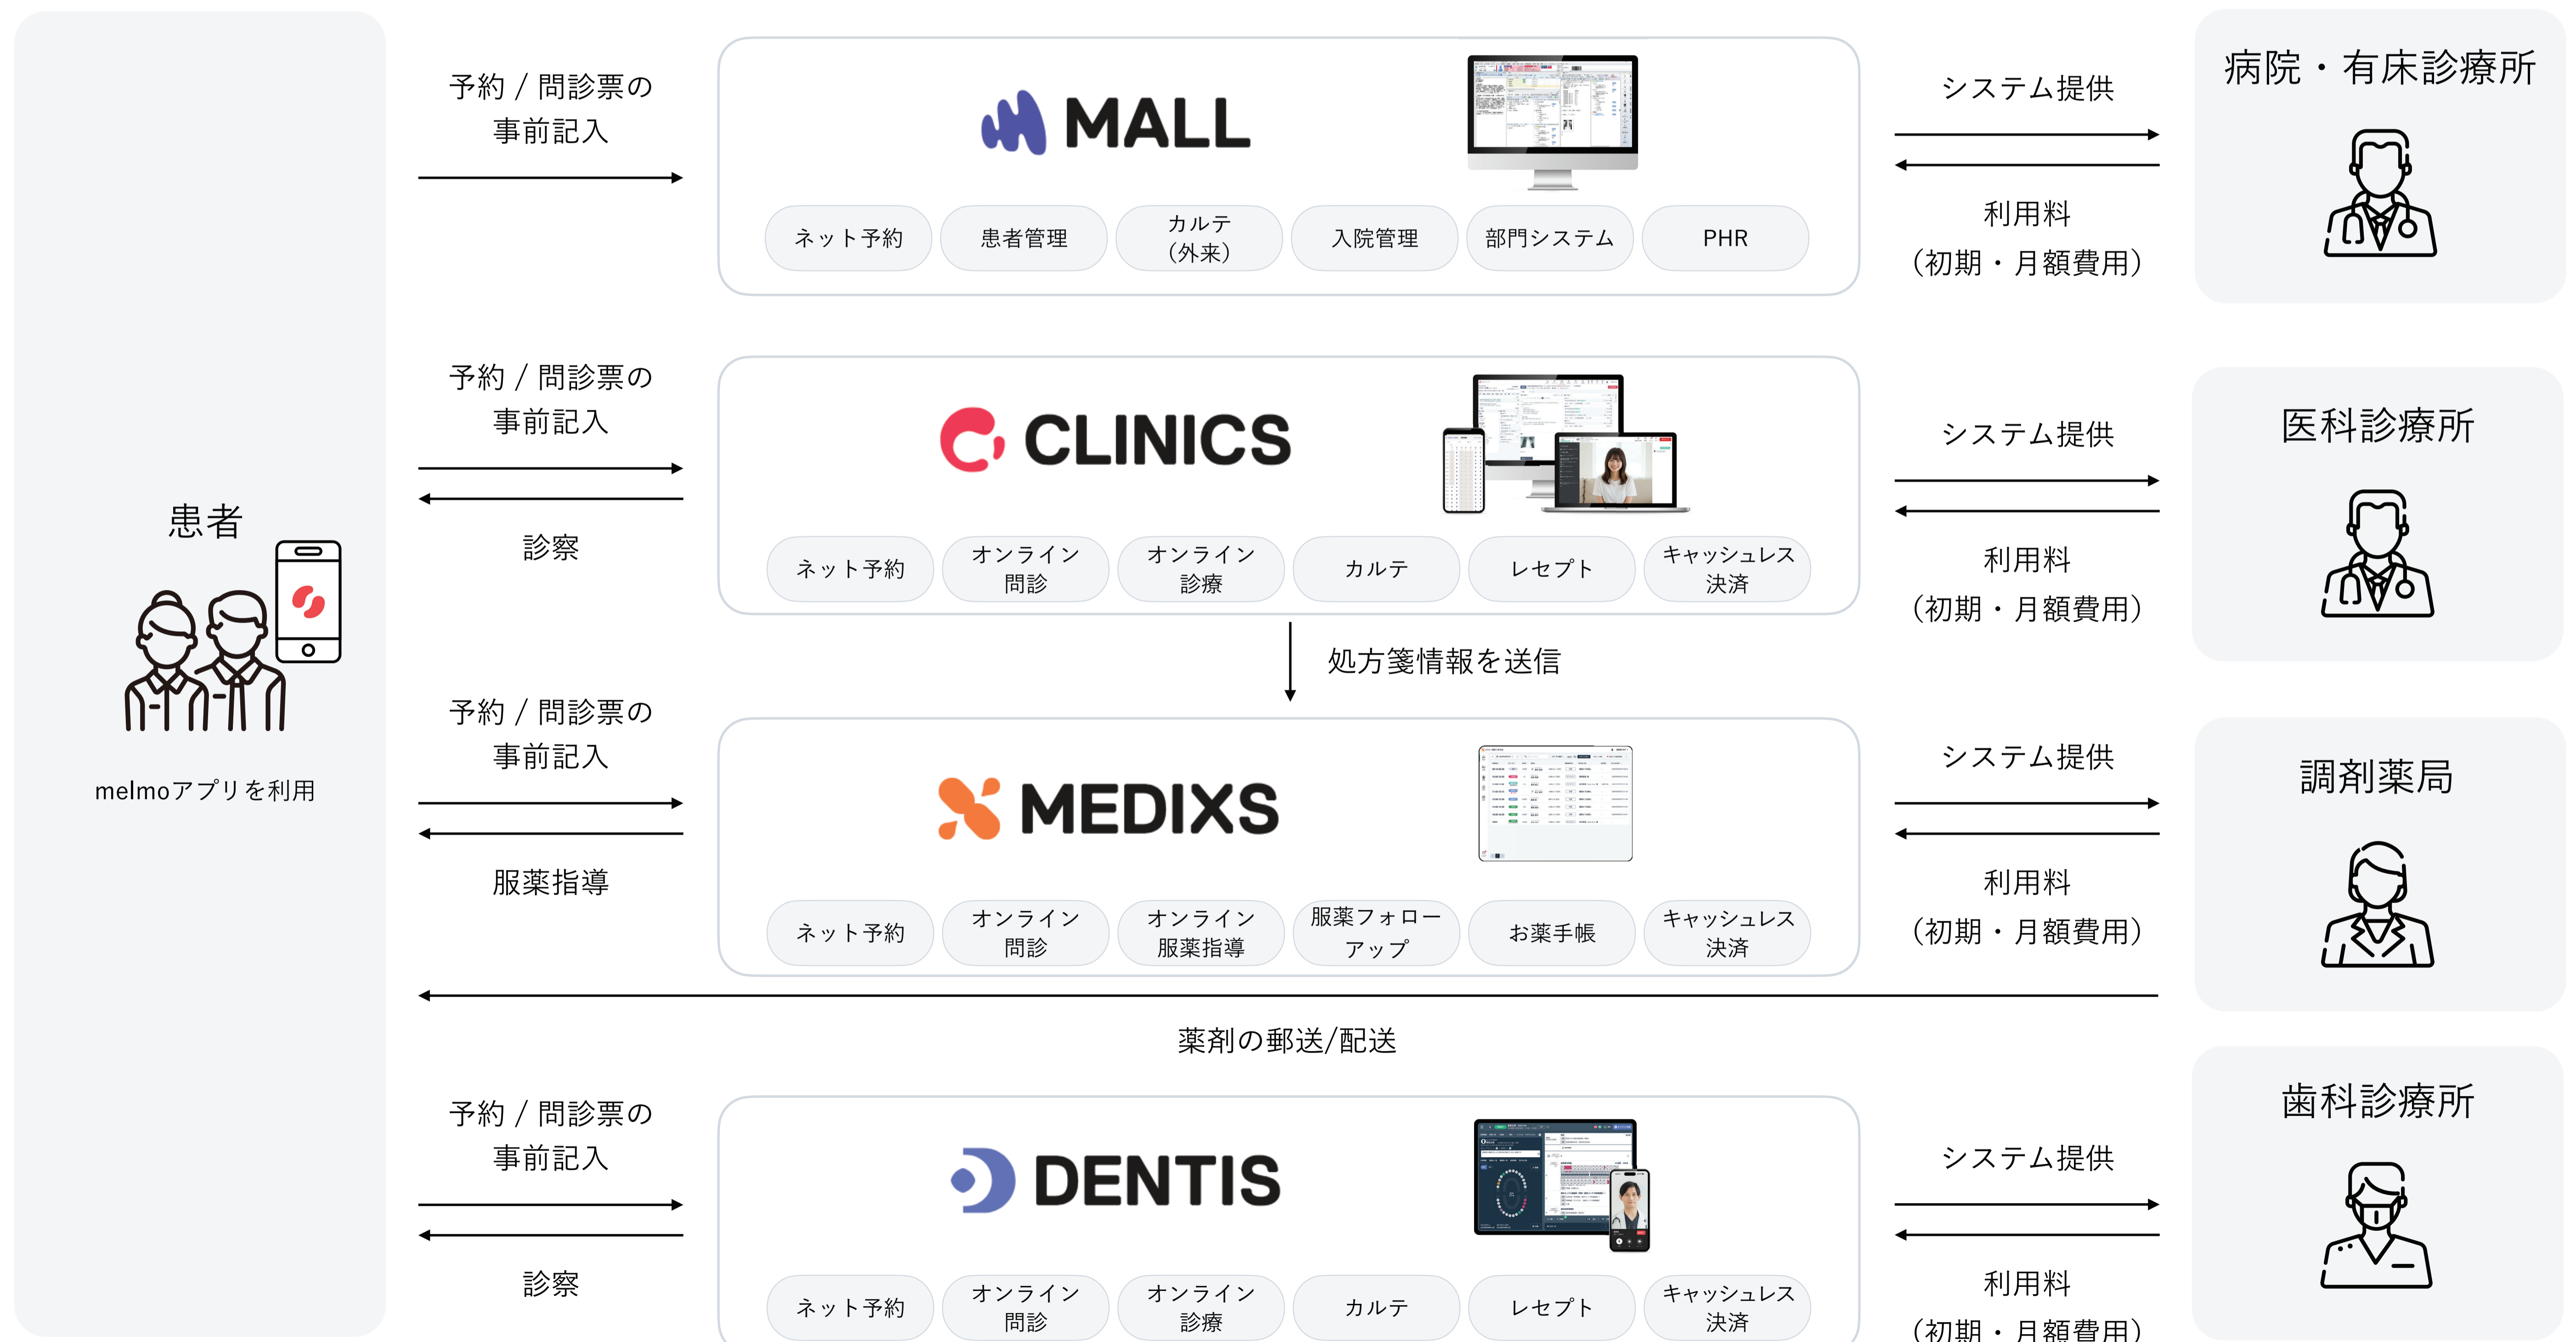 患者
melmoアプリを利用
予約 / 問診票の
事前記入
MALL
ネット予約
患者管理
カルテ
（外来）
入院管理
部門システム
PHR
システム提供
利用料
（初期・月額費用）
病院・有床診療所
予約 / 問診票の
事前記入
診察
CLINICS
ネット予約
オンライン
問診
オンライン
診療
カルテ
レセプト
キャッシュレス
決済
システム提供
利用料
（初期・月額費用）
医科診療所
処方箋情報を送信
予約 / 問診票の
事前記入
服薬指導
MEDIXS
ネット予約
オンライン
問診
オンライン
服薬指導
服薬フォロー
アップ
お薬手帳
キャッシュレス
決済
システム提供
利用料
（初期・月額費用）
調剤薬局
薬剤の郵送/配送
予約 / 問診票の
事前記入
診察
DENTIS
ネット予約
オンライン
問診
オンライン
診療
カルテ
レセプト
キャッシュレス
決済
システム提供
利用料
（初期・月額費用）
歯科診療所